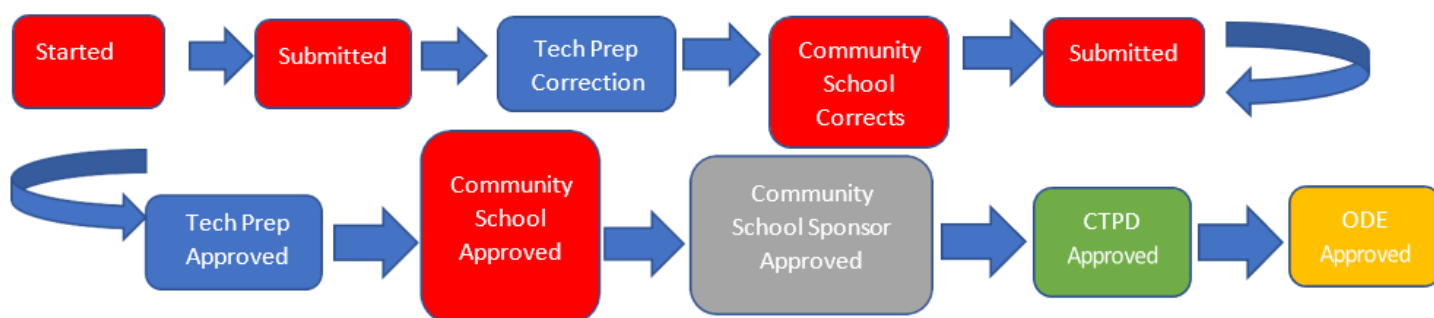 Started
Submitted
Tech Prep
Correction
Community
School
Corrects
Submitted
Tech Prep
Approved
Community
School
Approved
Community
School Sponsor
Approved
CTPD
Approved
ODE
Approved